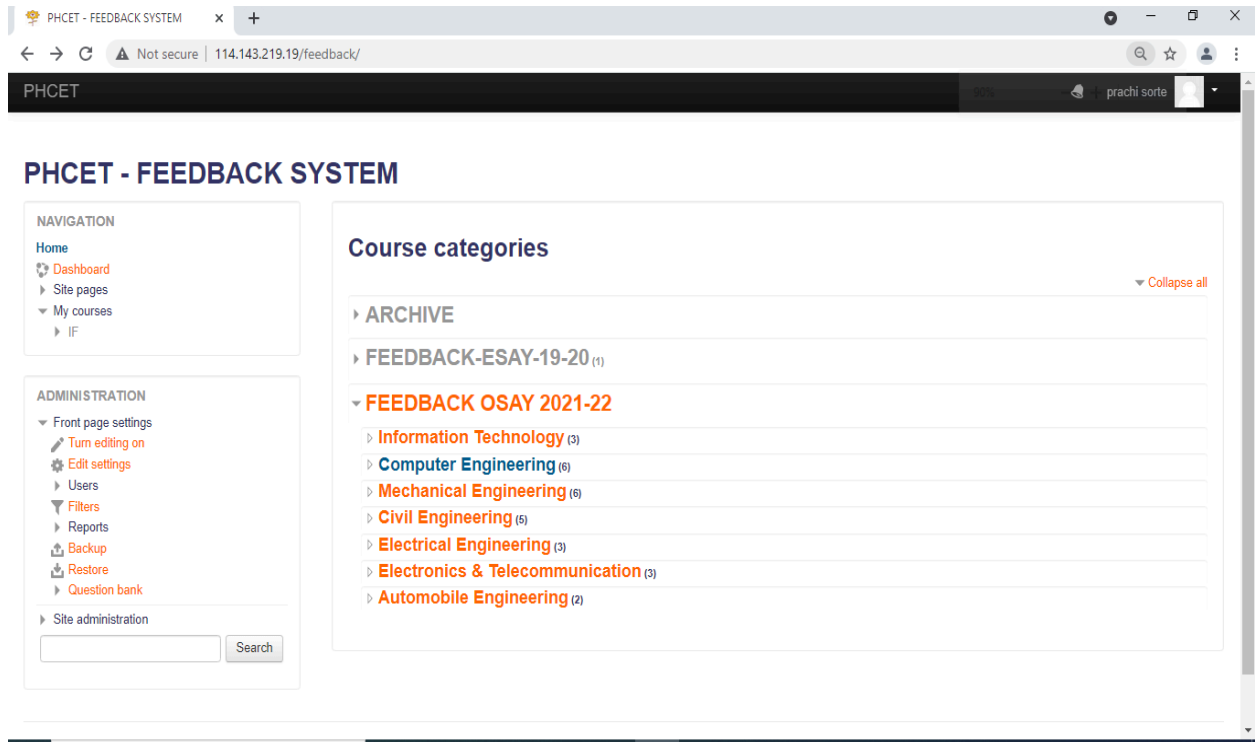 PHCET - FEEDBACK SYSTEM
Not secure | 114.143.219.19/feedback/
PHCET
90%
prachi sorte
PHCET - FEEDBACK SYSTEM
NAVIGATION
Home
Dashboard
Site pages
My courses
IF
ADMINISTRATION
Front page settings
Turn editing on
Edit settings
Users
Filters
Reports
Backup
Restore
Question bank
Site administration
Search
Course categories
Collapse all
ARCHIVE
FEEDBACK-ESAY-19-20 (1)
FEEDBACK OSAY 2021-22
Information Technology (3)
Computer Engineering (6)
Mechanical Engineering (6)
Civil Engineering (5)
Electrical Engineering (3)
Electronics & Telecommunication (3)
Automobile Engineering (2)